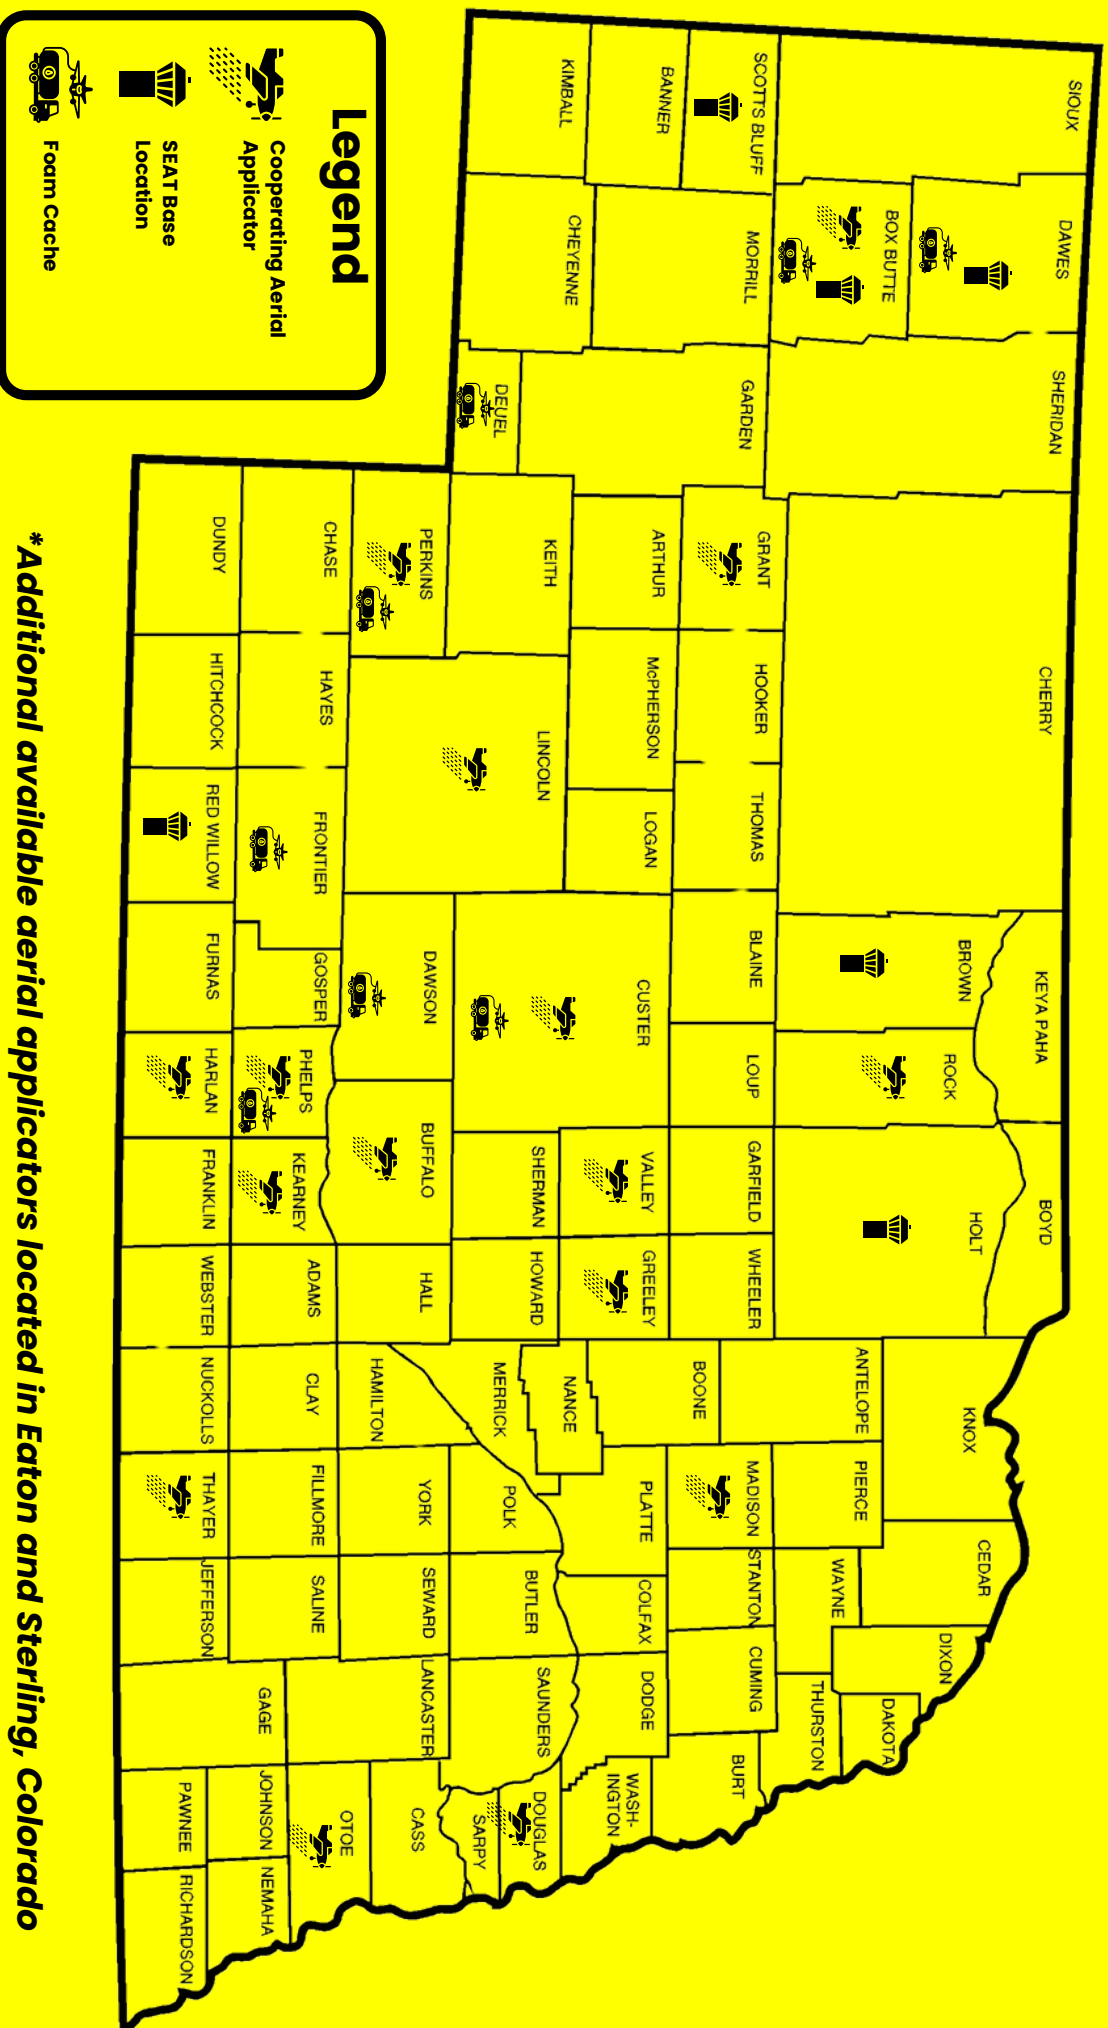 SIOUX
DAWES
SHERIDAN
CHERRY
KEYA PAHA
BOYD
BROWN
ROCK
HOLT
KNOX
CEDAR
DIXON
DAKOTA
SCOTTS BLUFF
BOX BUTTE
ANTELOPE
PIERCE
WAYNE
THURSTON
BANNER
MORRILL
GARDEN
GRANT
HOOKER
THOMAS
BLAINE
LOUP
GARFIELD
WHEELER
BOONE
MADISON
STANTON
CUMING
BURT
KIMBALL
CHEYENNE
DEUEL
KEITH
ARTHUR
McPHERSON
LOGAN
CUSTER
VALLEY
GREELEY
NANCE
PLATTE
COLFAX
DODGE
WASH-
INGTON
PERKINS
LINCOLN
DAWSON
BUFFALO
SHERMAN
HOWARD
HALL
MERRICK
HAMILTON
POLK
YORK
BUTLER
SEWARD
SAUNDERS
LANCASTER
DOUGLAS
SARPY
CASS
OTOE
CHASE
HAYES
FRONTIER
GOSPER
PHELPS
KEARNEY
ADAMS
CLAY
FILLMORE
SALINE
GAGE
JOHNSON
NEMAHA
DUNDY
HITCHCOCK
RED WILLOW
FURNAS
HARLAN
FRANKLIN
WEBSTER
NUCKOLLS
THAYER
JEFFERSON
PAWNEE
RICHARDSON
Legend
Cooperating Aerial
Applicator
SEAT Base
Location
Foam Cache
*Additional available aerial applicators located in Eaton and Sterling, Colorado